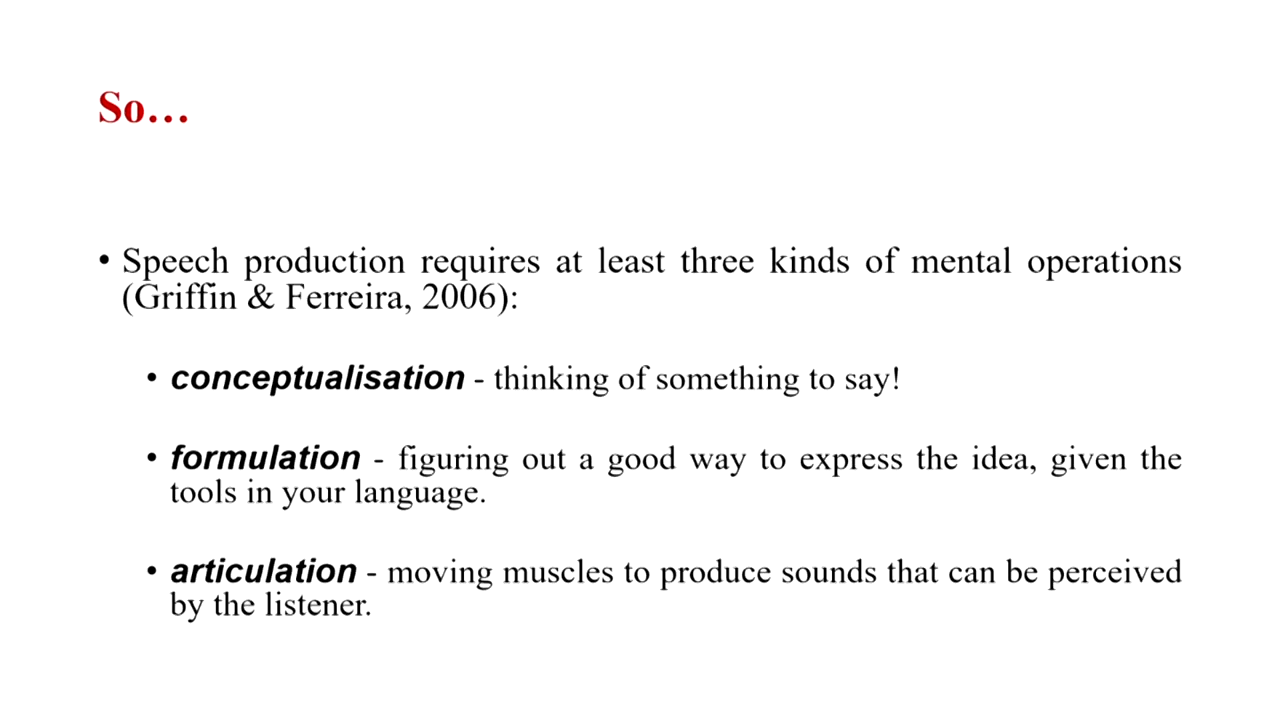 So…
• Speech production requires at least three kinds of mental operations
(Griffin & Ferreira, 2006):
• conceptualisation - thinking of something to say!
• formulation - figuring out a good way to express the idea, given the
tools in your language.
• articulation - moving muscles to produce sounds that can be perceived
by the listener.